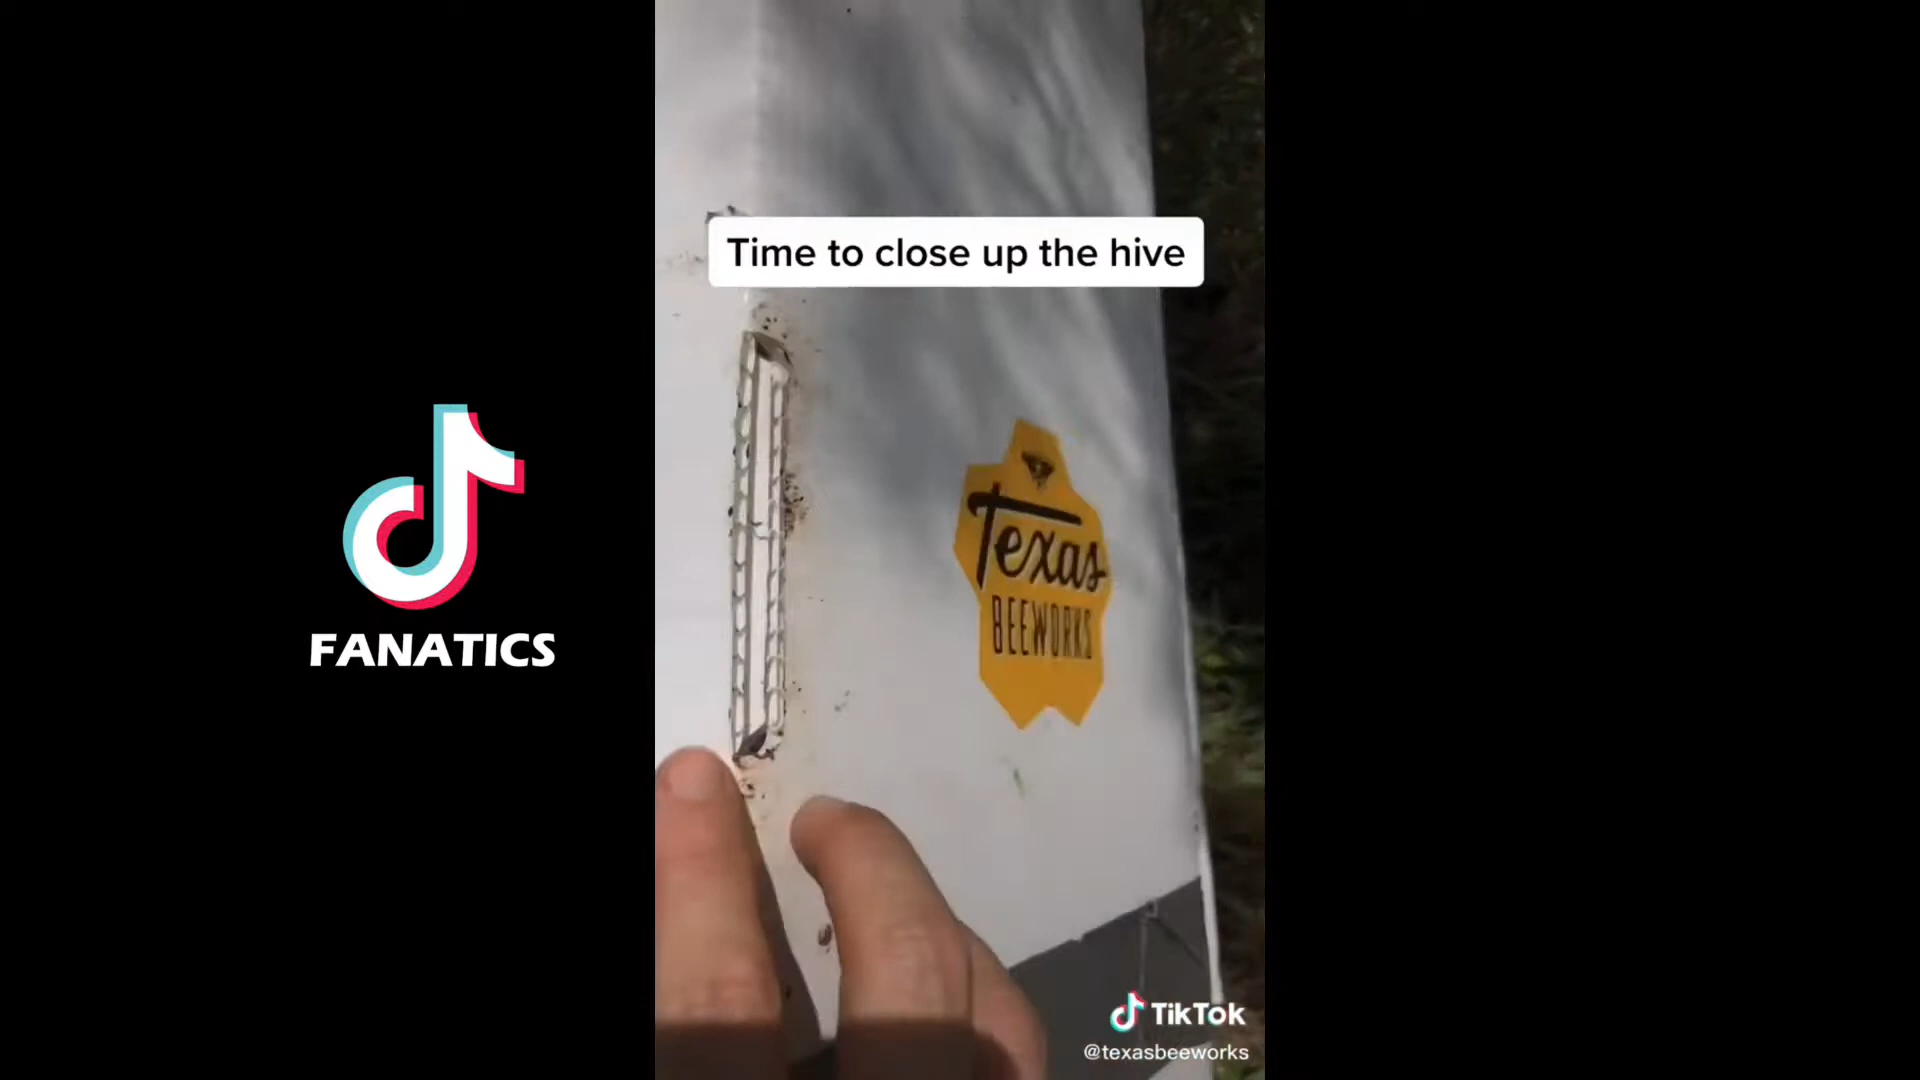 Time to close up the hive
Texas
BEEWORKS
FANATICS
TikTok
@texasbeeworks